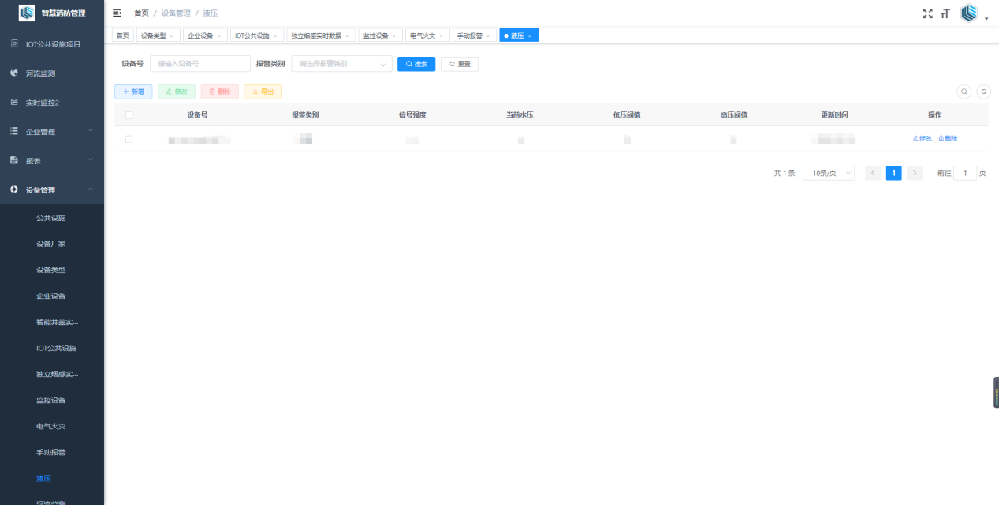 智慧消防管理
首页 / 设备管理 / 液压
IOT公共设施项目
河流监测
实时监控2
企业管理
报表
设备管理
公共设施
设备厂家
设备类型
企业设备
智能井盖实...
IOT公共设施
独立烟感实...
监控设备
电气火灾
手动报警
液压
河流监测
首页 设备类型 × 企业设备 × IOT公共设施 × 独立烟感实时数据 × 监控设备 × 电气火灾 × 手动报警 × 液压 ×
设备号 请输入设备号 报警类别 请选择报警类别 搜索 重置
+ 新增 修改 删除 导出
设备号 报警类别 信号强度 当前水压 低压阈值 高压阈值 更新时间 操作
修改 删除
共 1 条 10条/页 < 1 > 前往 1 页